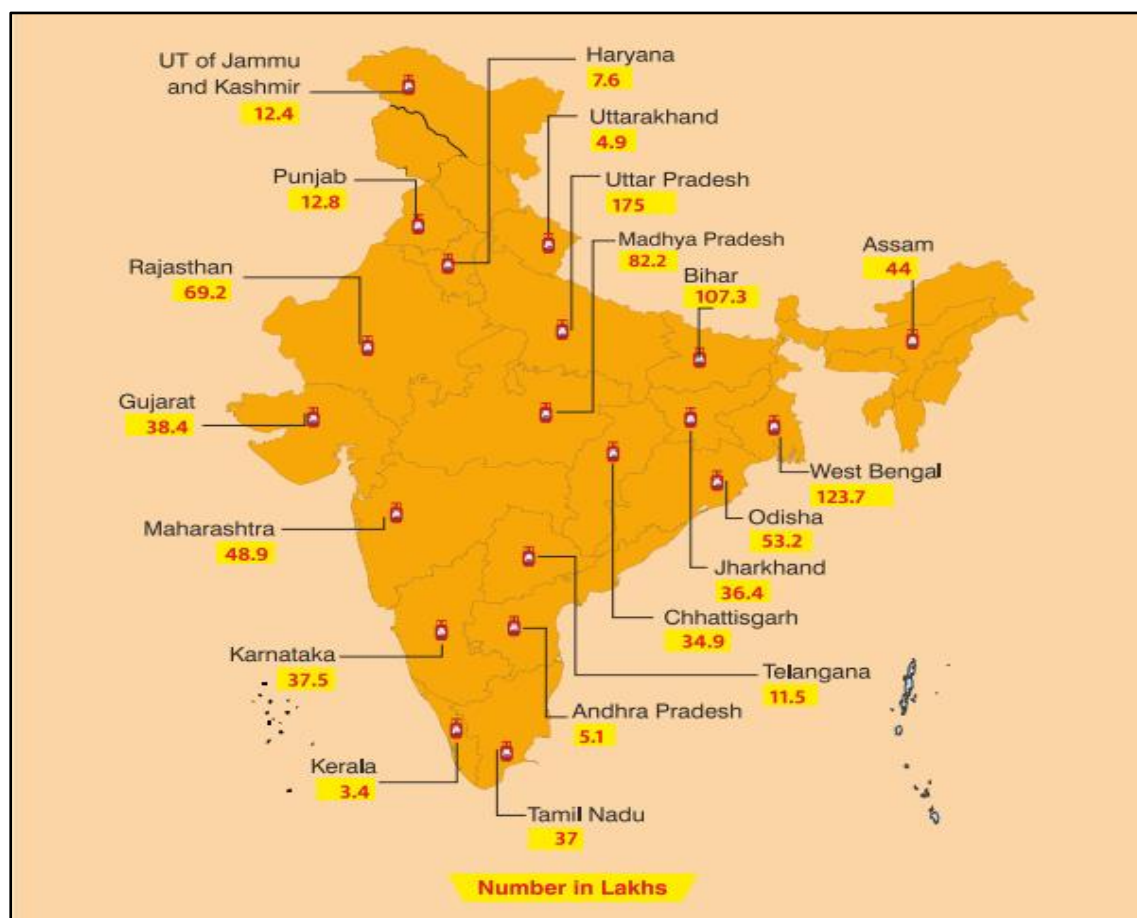 UT of Jammu
and Kashmir
12.4
Haryana
7.6
Uttarakhand
4.9
Punjab
12.8
Uttar Pradesh
175
Madhya Pradesh
82.2
Assam
44
Rajasthan
69.2
Bihar
107.3
Gujarat
38.4
West Bengal
123.7
Maharashtra
48.9
Odisha
53.2
Jharkhand
36.4
Chhattisgarh
34.9
Karnataka
37.5
Telangana
11.5
Andhra Pradesh
5.1
Kerala
3.4
Tamil Nadu
37
Number in Lakhs